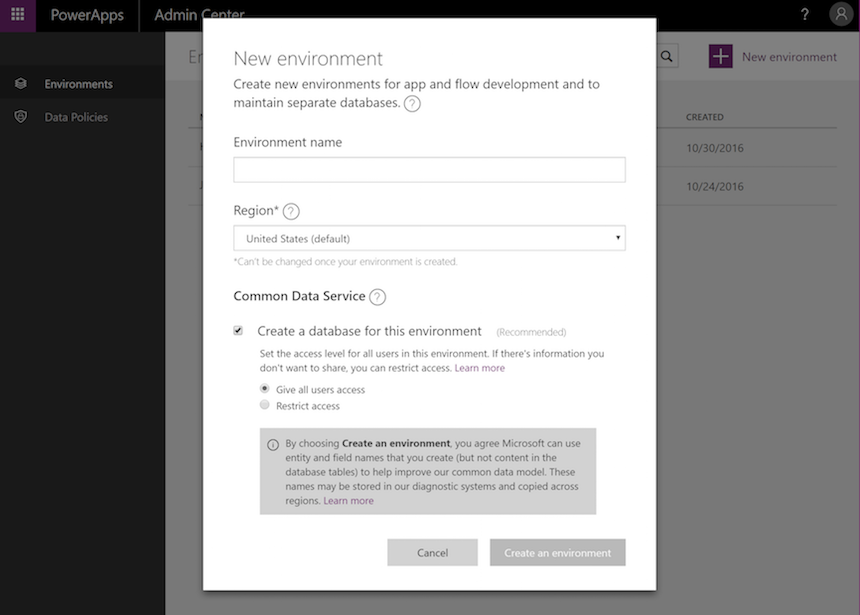 PowerApps Admin Center ?
New environment
Environments
Data Policies
CREATED
10/30/2016
10/24/2016
New environment
Create new environments for app and flow development and to
maintain separate databases. ?
Environment name
Region* ?
United States (default)
*Can't be changed once your environment is created.
Common Data Service ?
Create a database for this environment (Recommended)
Set the access level for all users in this environment. If there's information you
don't want to share, you can restrict access. Learn more
Give all users access
Restrict access
By choosing Create an environment, you agree Microsoft can use
entity and field names that you create (but not content in the
database tables) to help improve our common data model. These
names may be stored in our diagnostic systems and copied across
regions. Learn more
Cancel Create an environment